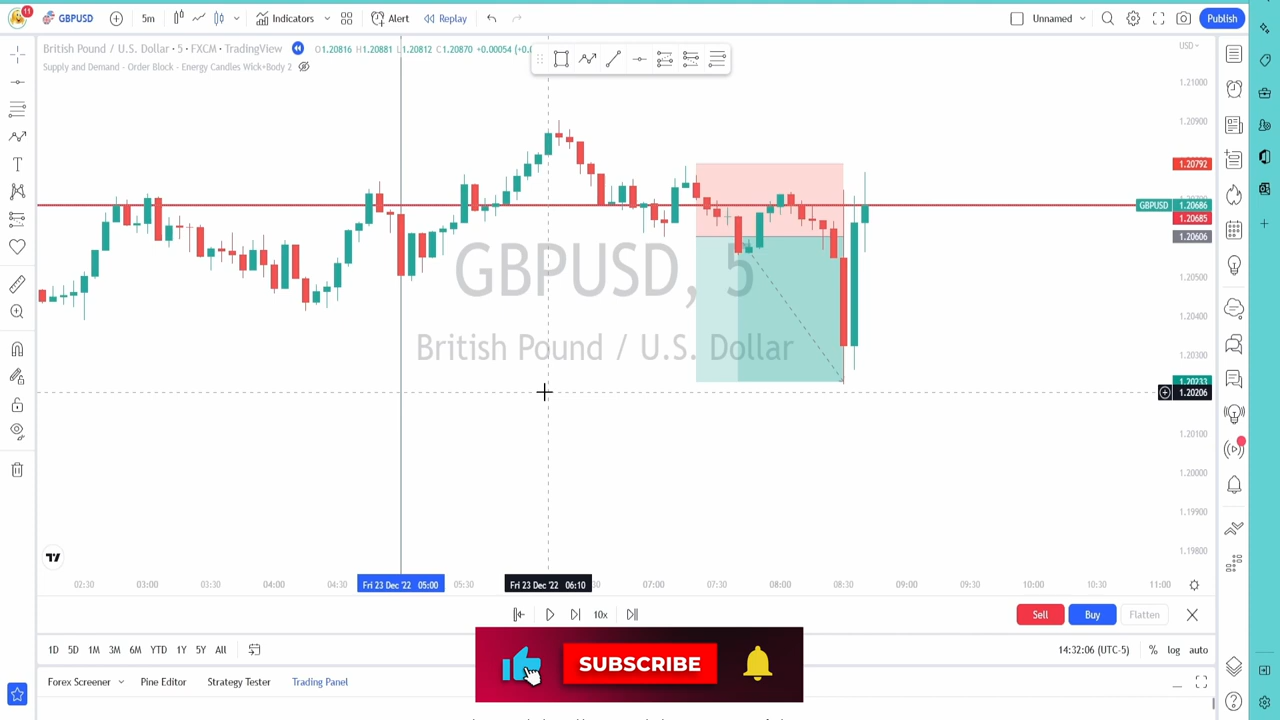 11 GBPUSD 5m Indicators Alert Replay Unnamed Publish
British Pound / U.S. Dollar · 5 · FXCM · TradingView O1.20816 H1.20881 L1.20812 C1.20870 +0.00054
Supply and Demand - Order Block - Energy Candles Wick+Body 2
USD
1.21000
1.20900
1.20792
GBPUSD 1.20686
1.20685
1.20606
1.20500
1.20400
1.20300
1.20233
1.20206
1.20100
1.20000
1.19900
1.19800
GBPUSD, 5
British Pound / U.S. Dollar
02:30 03:00 03:30 04:00 04:30 Fri 23 Dec '22 05:00 05:30 Fri 23 Dec '22 06:10 07:00 07:30 08:00 08:30 09:00 09:30 10:00 10:30 11:00
10x Sell Buy Flatten
1D 5D 1M 3M 6M YTD 1Y 5Y All 14:32:06 (UTC-5) % log auto
SUBSCRIBE
Forex Screener Pine Editor Strategy Tester Trading Panel